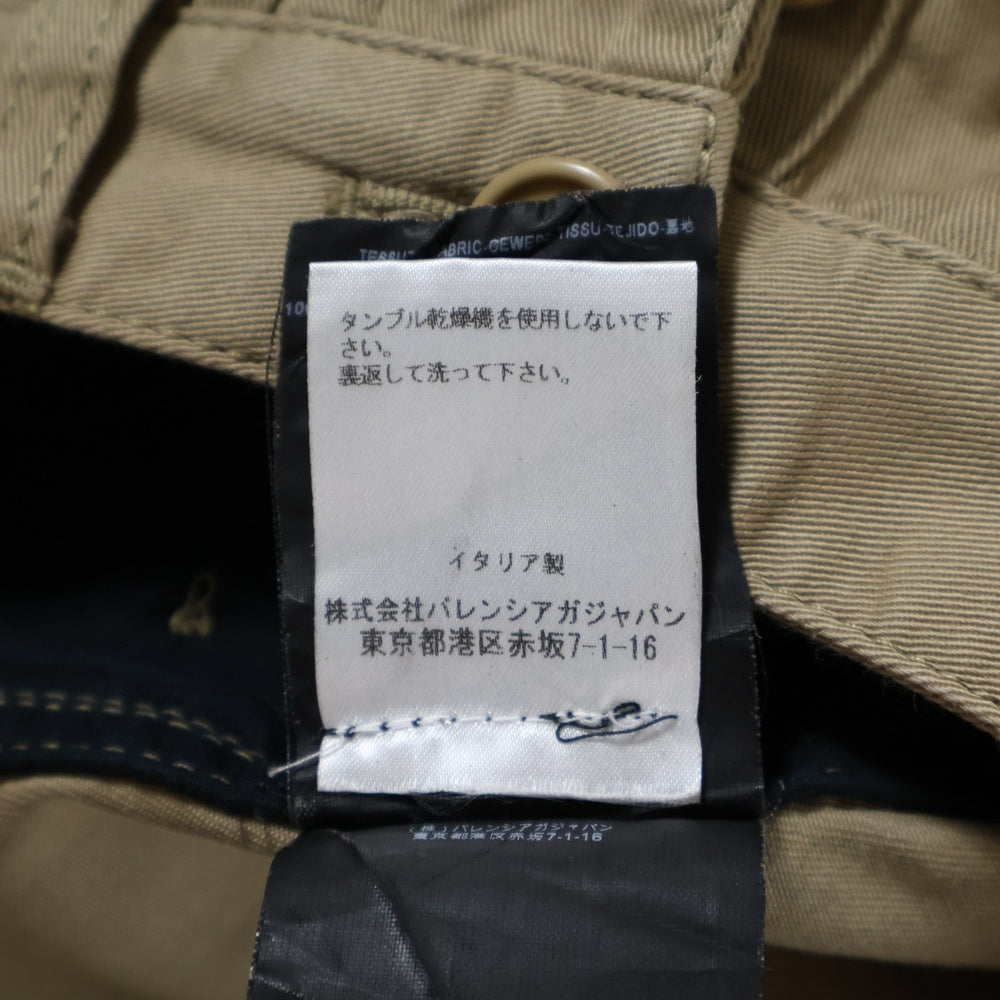 FABRIC-GEWEBE-TISSU-TEJIDO-裏地
タンブル乾燥機を使用しないで下
さい。
裏返して洗って下さい。
イタリア製
株式会社バレンシアガジャパン
東京都港区赤坂7-1-16
(株)バレンシアガジャパン
東京都港区赤坂7-1-16